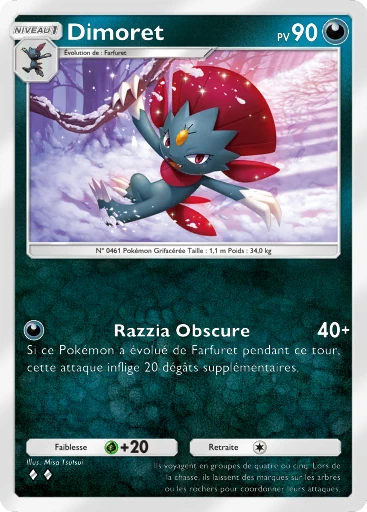 NIVEAU 1
Dimoret
PV 90
Évolution de : Farfuret
N° 0461 Pokémon Grifacérée Taille : 1,1 m Poids : 34,0 kg
Razzia Obscure 40+
Si ce Pokémon a évolué de Farfuret pendant ce tour,
cette attaque inflige 20 dégâts supplémentaires.
Faiblesse +20 Retraite
Illus. Misa Tsutsui
Ils voyagent en groupes de quatre ou cinq. Lors de
la chasse, ils laissent des marques sur les arbres
ou les rochers pour coordonner leurs attaques.